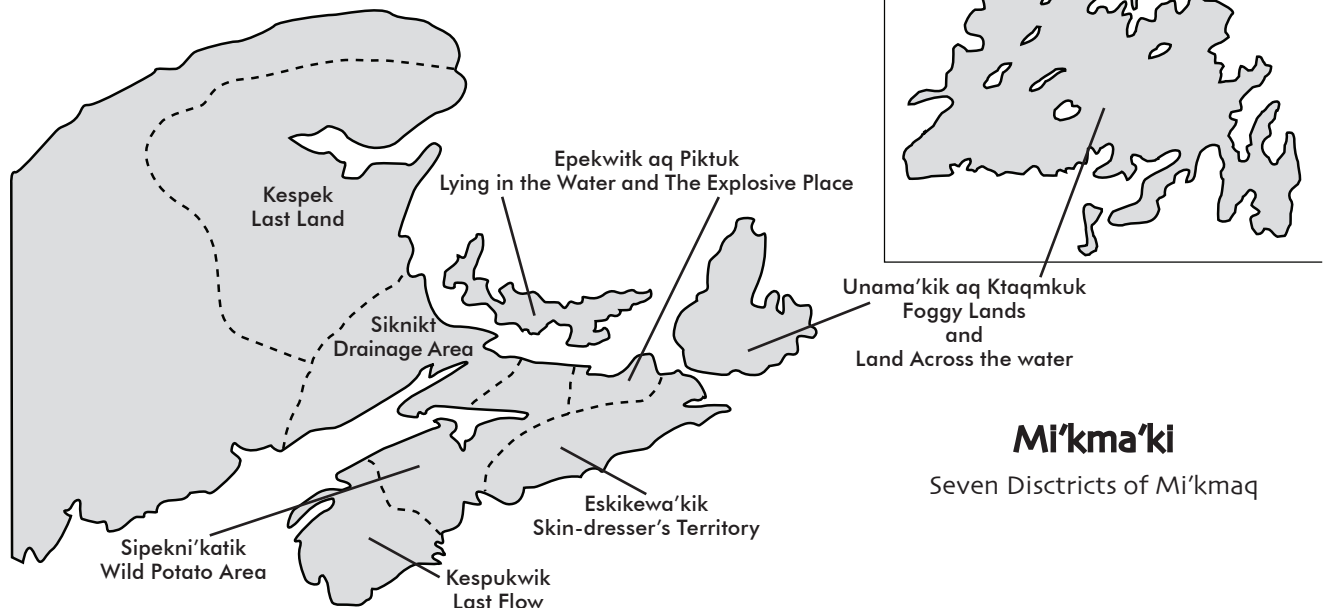 Epekwitk aq Piktuk
Lying in the Water and The Explosive Place
Kespek
Last Land
Unama'kik aq Ktaqmkuk
Foggy Lands
and
Land Across the water
Siknikt
Drainage Area
Mi'kma'ki
Seven Disctricts of Mi'kmaq
Eskikewa'kik
Skin-dresser's Territory
Sipekni'katik
Wild Potato Area
Kespukwik
Last Flow